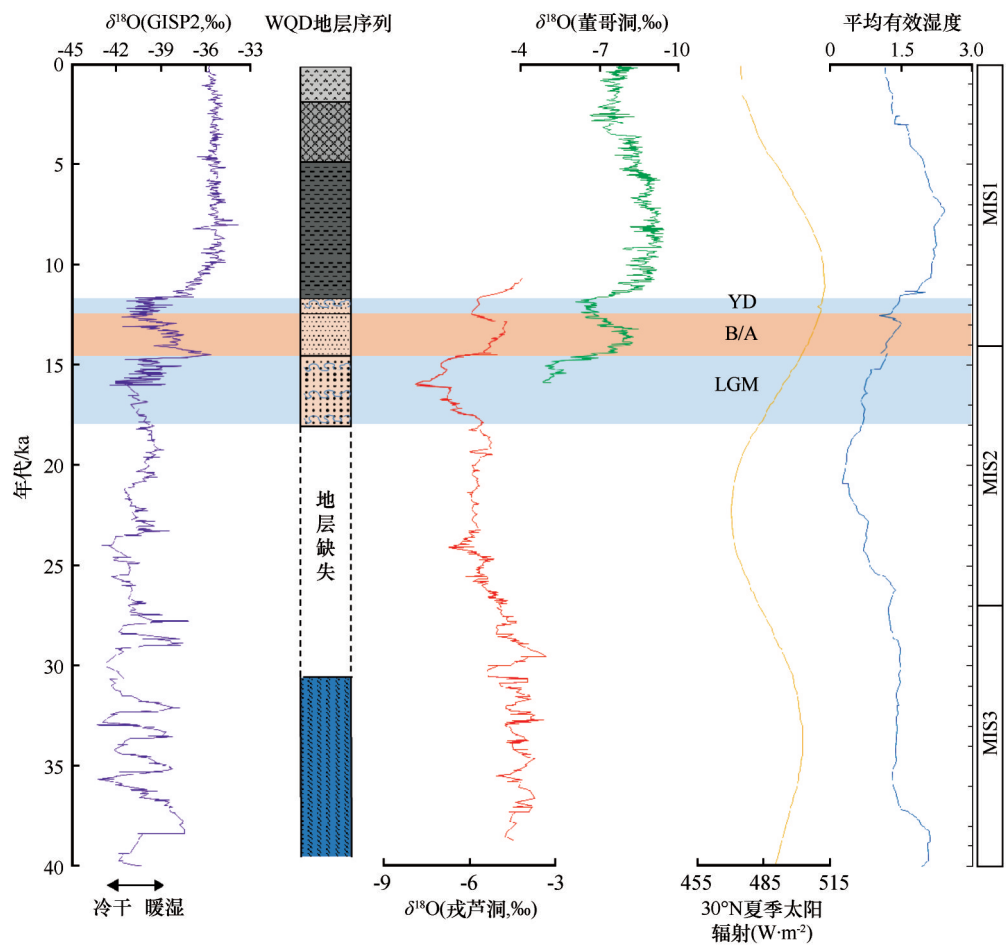 δ¹⁸O(GISP2,‰)
WQD地层序列
δ¹⁸O(董哥洞,‰)
平均有效湿度
-45 -42 -39 -36 -33
-4 -7 -10
0 1.5 3.0
0
5
10
15
20
25
30
35
40
年代/ka
地层缺失
YD
B/A
LGM
MIS1
MIS2
MIS3
冷干 暖湿
-9 -6 -3
δ¹⁸O(戎芦洞,‰)
455 485 515
30°N夏季太阳
辐射(W·m⁻²)